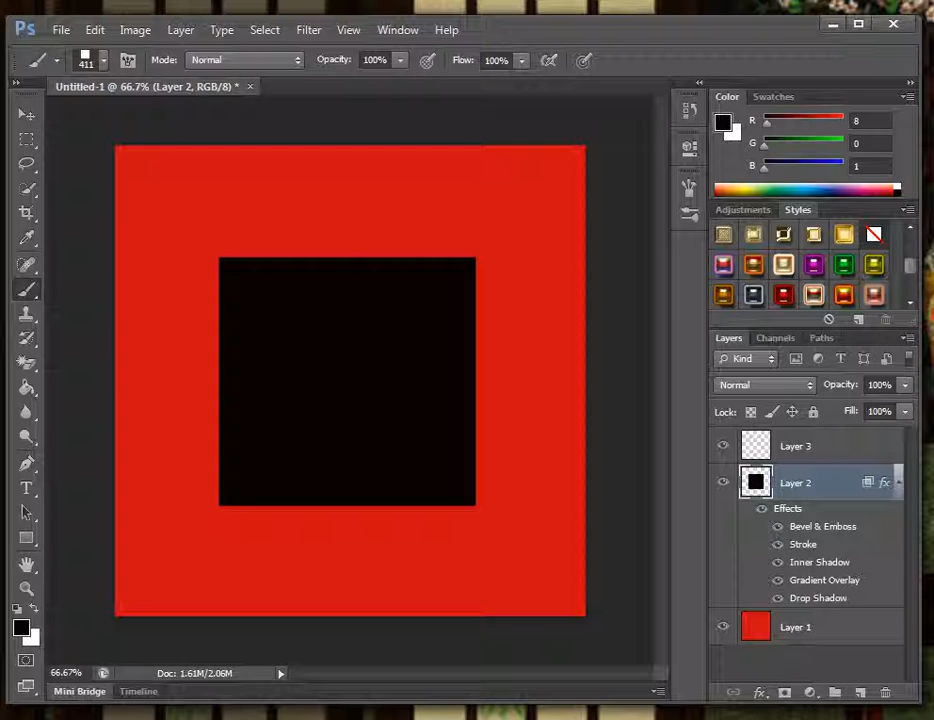 Ps File Edit Image Layer Type Select Filter View Window Help
411 Mode: Normal Opacity: 100% Flow: 100%
Untitled-1 @ 66.7% (Layer 2, RGB/8) * ×
Color Swatches
R 8
G 0
B 1
Adjustments Styles
Layers Channels Paths
Kind T
Normal Opacity: 100%
Lock: Fill: 100%
Layer 3
Layer 2 fx
Effects
Bevel & Emboss
Stroke
Inner Shadow
Gradient Overlay
Drop Shadow
Layer 1
66.67% Doc: 1.61M/2.06M
fx
Mini Bridge Timeline